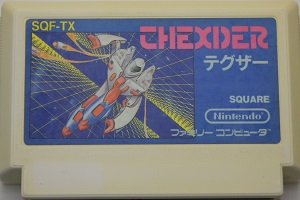 SQF-TX
THEXDER
テグザー
SQUARE
Nintendo
ファミリー コンピュータ